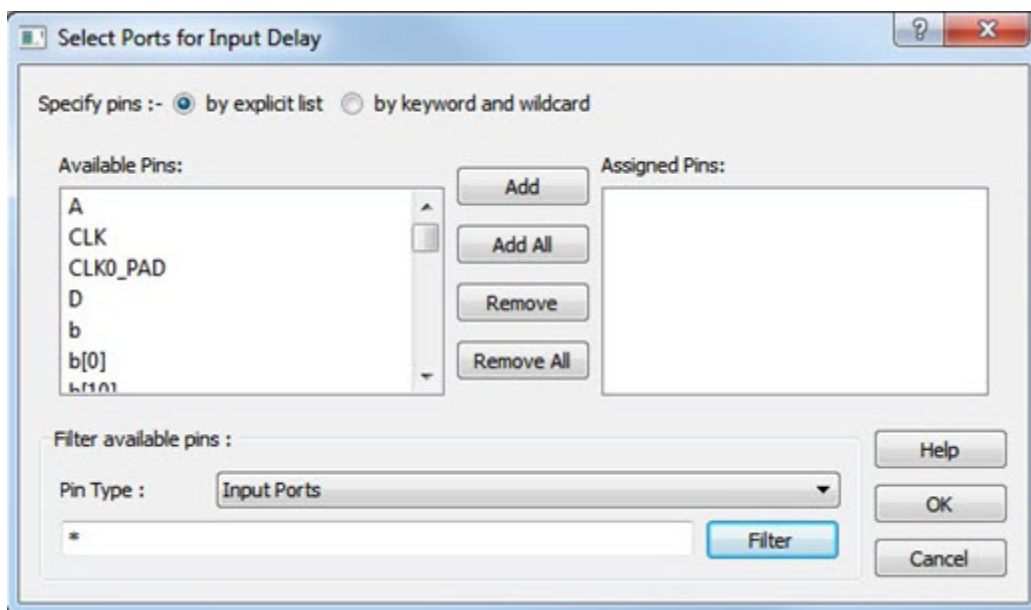 Select Ports for Input Delay
?
X
Specify pins :- by explicit list by keyword and wildcard
Available Pins:
A
CLK
CLK0_PAD
D
b
b[0]
b[10]
Add
Add All
Remove
Remove All
Assigned Pins:
Filter available pins :
Pin Type : Input Ports
*
Filter
Help
OK
Cancel